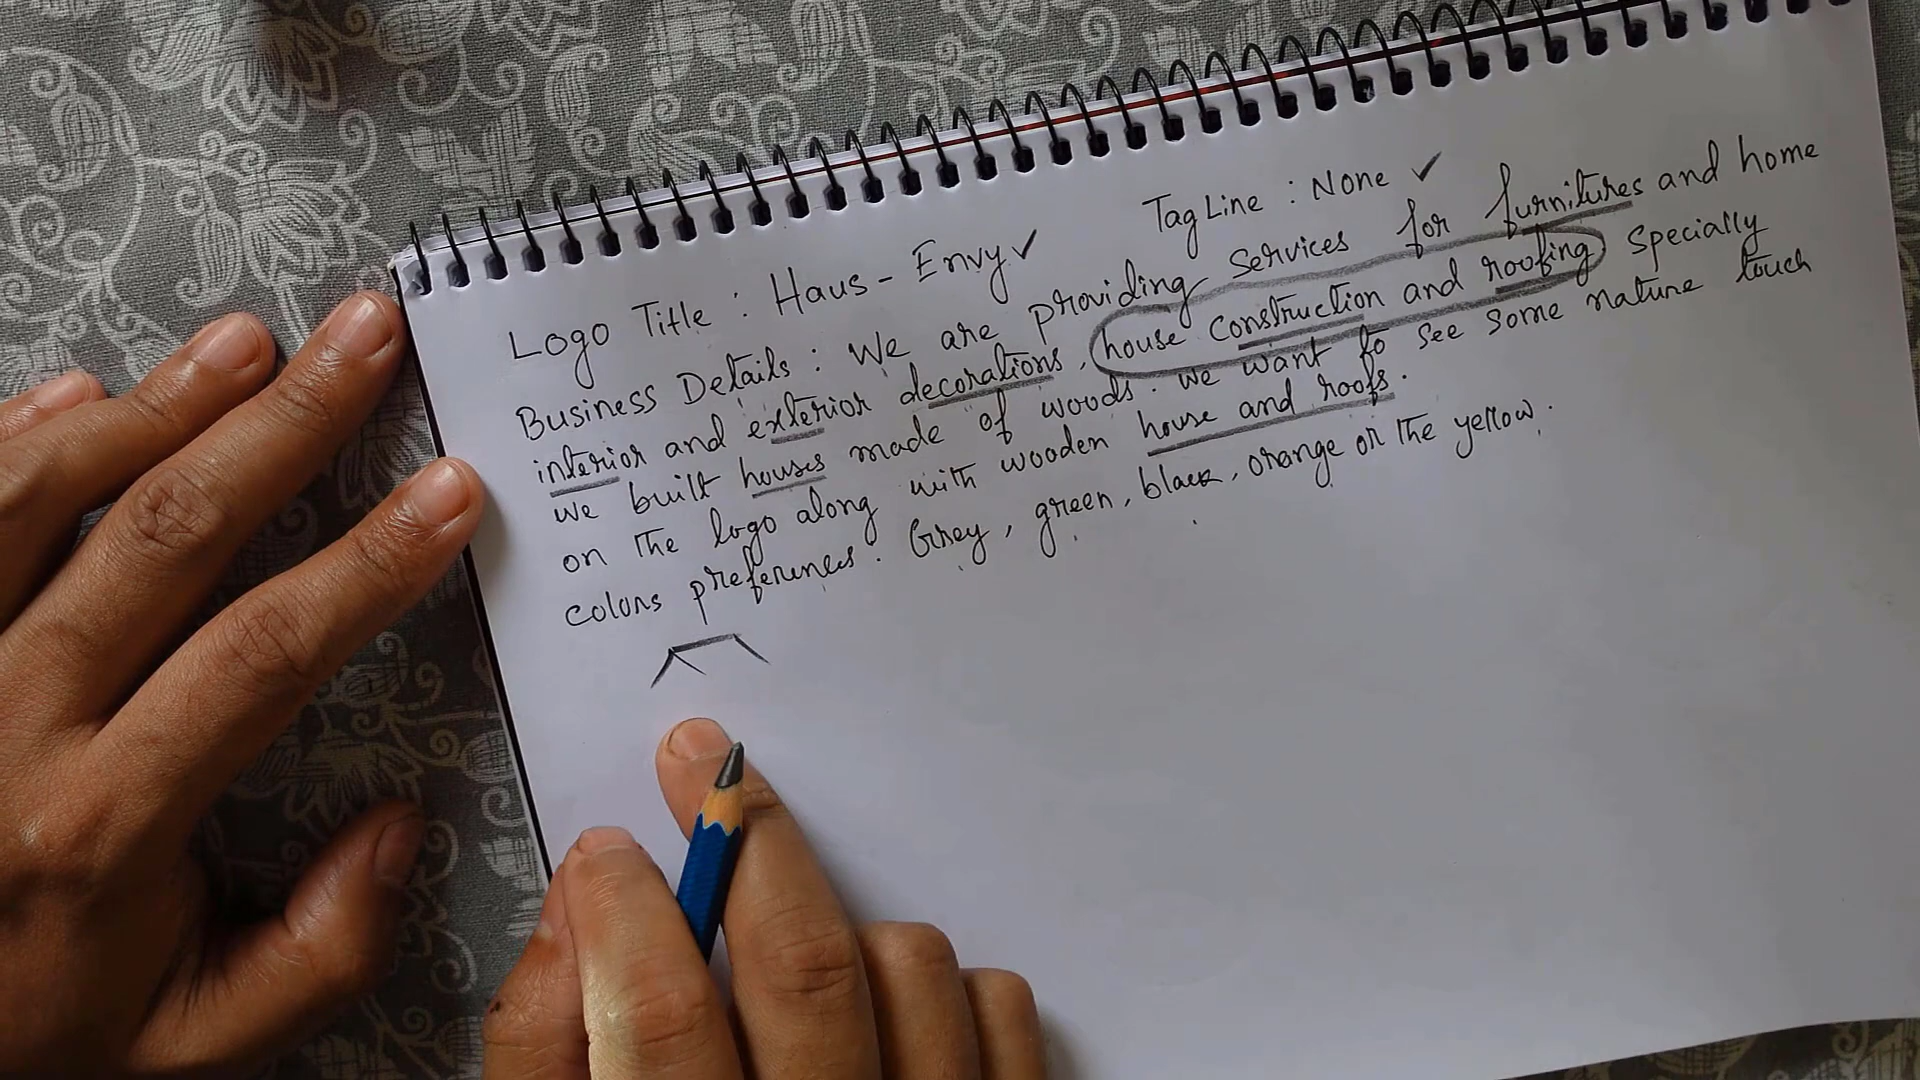 Logo Title : Haus-Envy✓ Tag Line : None ✓
Business Details : We are providing services for furnitures and home
interior and exterior decorations, house construction and roofing specially
we built houses made of woods. we want to see some nature touch
on the logo along with wooden house and roofs.
colors preferences : Grey, green, black, orange or the yellow.